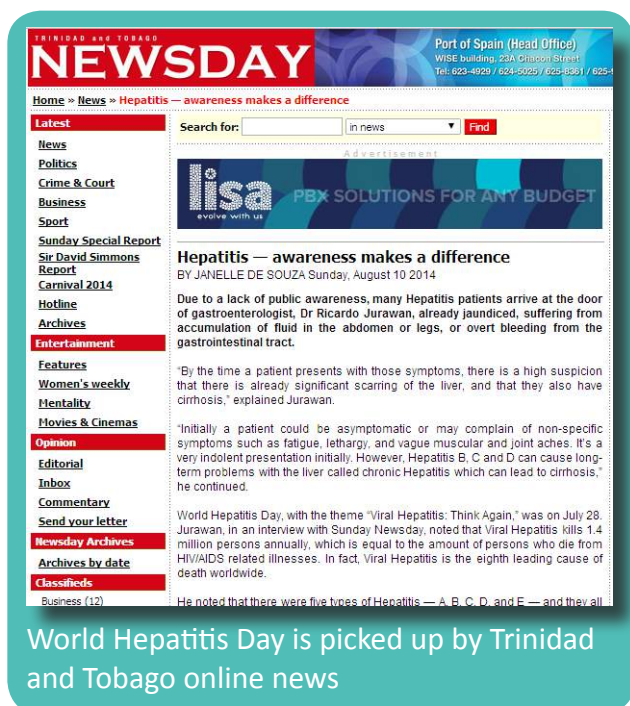 TRINIDAD and TOBAGO
NEWSDAY
Port of Spain (Head Office)
WISE building, 23A Chacon Street
Tel: 623-4929 / 624-5025 / 625-8361 / 625-
Home » News » Hepatitis — awareness makes a difference
Latest
News
Politics
Crime & Court
Business
Sport
Sunday Special Report
Sir David Simmons
Report
Carnival 2014
Hotline
Archives
Entertainment
Features
Women's weekly
Mentality
Movies & Cinemas
Opinion
Editorial
Inbox
Commentary
Send your letter
Newsday Archives
Archives by date
Classifieds
Business (12)
Search for: in news Find
Advertisement
lisa
evolve with us
PBX SOLUTIONS FOR ANY BUDGET
Hepatitis — awareness makes a difference
BY JANELLE DE SOUZA Sunday, August 10 2014
Due to a lack of public awareness, many Hepatitis patients arrive at the door
of gastroenterologist, Dr Ricardo Jurawan, already jaundiced, suffering from
accumulation of fluid in the abdomen or legs, or overt bleeding from the
gastrointestinal tract.
“By the time a patient presents with those symptoms, there is a high suspicion
that there is already significant scarring of the liver, and that they also have
cirrhosis,” explained Jurawan.
“Initially a patient could be asymptomatic or may complain of non-specific
symptoms such as fatigue, lethargy, and vague muscular and joint aches. It's a
very indolent presentation initially. However, Hepatitis B, C and D can cause long-
term problems with the liver called chronic Hepatitis which can lead to cirrhosis,”
he continued.
World Hepatitis Day, with the theme “Viral Hepatitis: Think Again,” was on July 28.
Jurawan, in an interview with Sunday Newsday, noted that Viral Hepatitis kills 1.4
million persons annually, which is equal to the amount of persons who die from
HIV/AIDS related illnesses. In fact, Viral Hepatitis is the eighth leading cause of
death worldwide.
He noted that there were five types of Hepatitis — A, B, C, D, and E — and they all
World Hepatitis Day is picked up by Trinidad
and Tobago online news